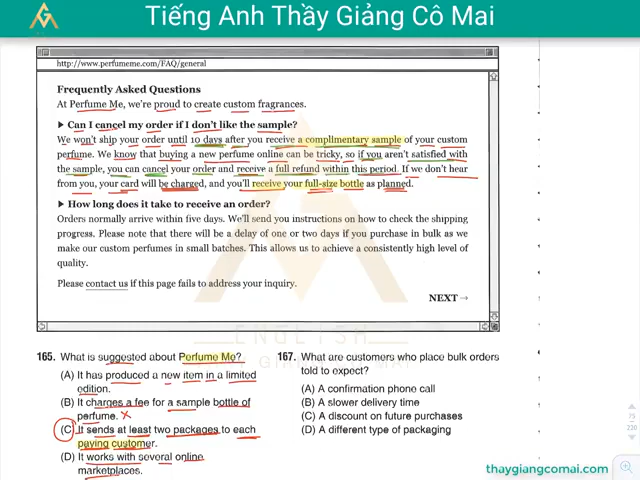 Tiếng Anh Thầy Giảng Cô Mai
http://www.perfumeme.com/FAQ/general
Frequently Asked Questions
At Perfume Me, we're proud to create custom fragrances.
▶ Can I cancel my order if I don't like the sample?
We won't ship your order until 10 days after you receive a complimentary sample of your custom
perfume. We know that buying a new perfume online can be tricky, so if you aren't satisfied with
the sample, you can cancel your order and receive a full refund within this period. If we don't hear
from you, your card will be charged, and you'll receive your full-size bottle as planned.
▶ How long does it take to receive an order?
Orders normally arrive within five days. We'll send you instructions on how to check the shipping
progress. Please note that there will be a delay of one or two days if you purchase in bulk as we
make our custom perfumes in small batches. This allows us to achieve a consistently high level of
quality.
Please contact us if this page fails to address your inquiry.
NEXT →
ENGLISH
165. What is suggested about Perfume Me?
(A) It has produced a new item in a limited
edition.
(B) It charges a fee for a sample bottle of
perfume. X
(C) It sends at least two packages to each
paying customer.
(D) It works with several online
marketplaces.
167. What are customers who place bulk orders
told to expect?
(A) A confirmation phone call
(B) A slower delivery time
(C) A discount on future purchases
(D) A different type of packaging
220
thaygiangcomai.com